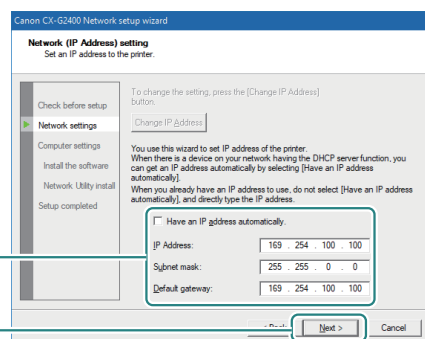 Canon CX-G2400 Network setup wizard
Network (IP Address) setting
Set an IP address to the printer.
Check before setup
Network settings
Computer settings
Install the software
Network Utility install
Setup completed
To change the setting, press the [Change IP Address]
button.
Change IP Address
You use this wizard to set IP address of the printer.
When there is a device on your network having the DHCP server function, you
can get an IP address automatically by selecting [Have an IP address
automatically].
When you already have an IP address to use, do not select [Have an IP address
automatically], and directly type the IP address.
Have an IP address automatically.
IP Address: 169 . 254 . 100 . 100
Subnet mask: 255 . 255 . 0 . 0
Default gateway: 169 . 254 . 100 . 100
Next > Cancel